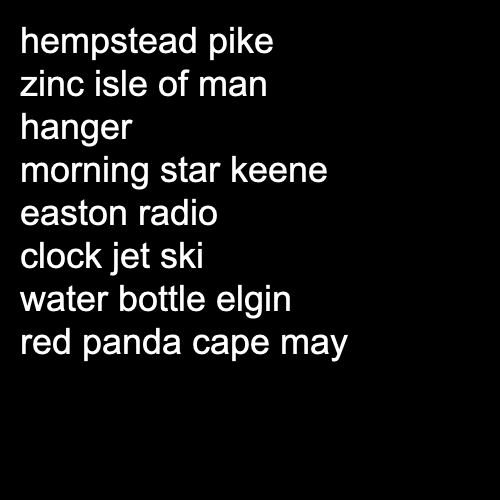 hempstead pike
zinc isle of man
hanger
morning star keene
easton radio
clock jet ski
water bottle elgin
red panda cape may